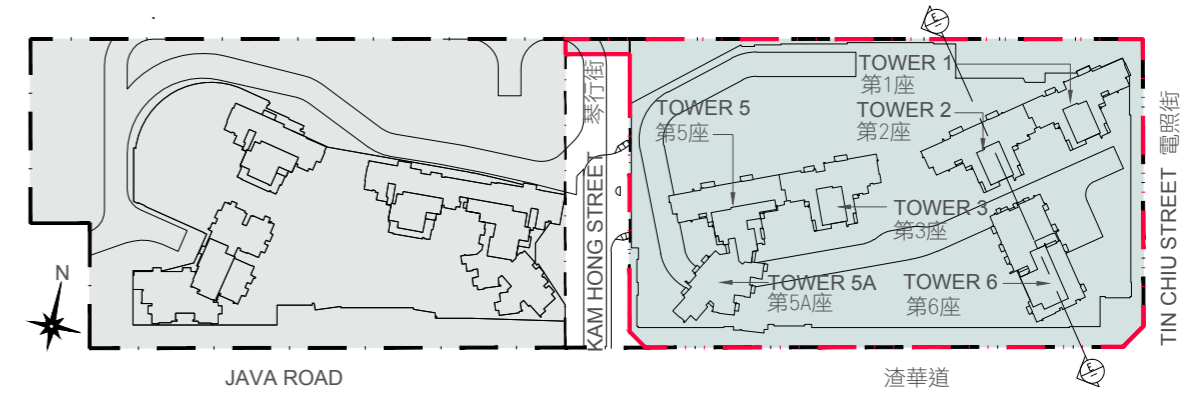 E
TOWER 1
第1座
TOWER 2
第2座
TOWER 5
第5座
琴行街
KAM HONG STREET
電照街
TIN CHIU STREET
TOWER 3
第3座
TOWER 5A
第5A座
TOWER 6
第6座
N
E
JAVA ROAD
渣華道